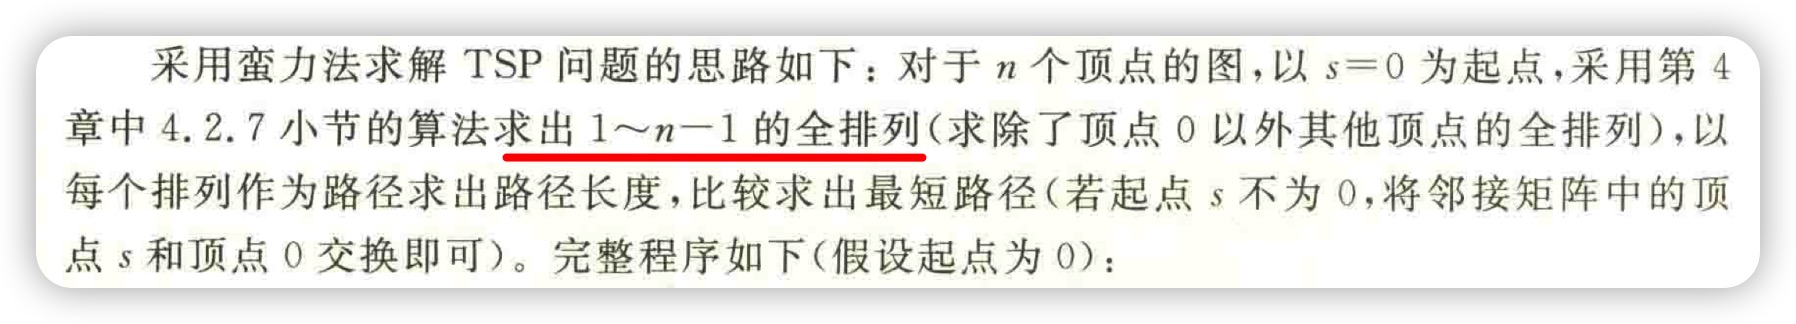 采用蛮力法求解 TSP 问题的思路如下：对于 n 个顶点的图，以 s=0 为起点，采用第 4
章中 4.2.7 小节的算法求出 1～n－1 的全排列（求除了顶点 0 以外其他顶点的全排列），以
每个排列作为路径求出路径长度，比较求出最短路径（若起点 s 不为 0，将邻接矩阵中的顶
点 s 和顶点 0 交换即可）。完整程序如下（假设起点为 0）：